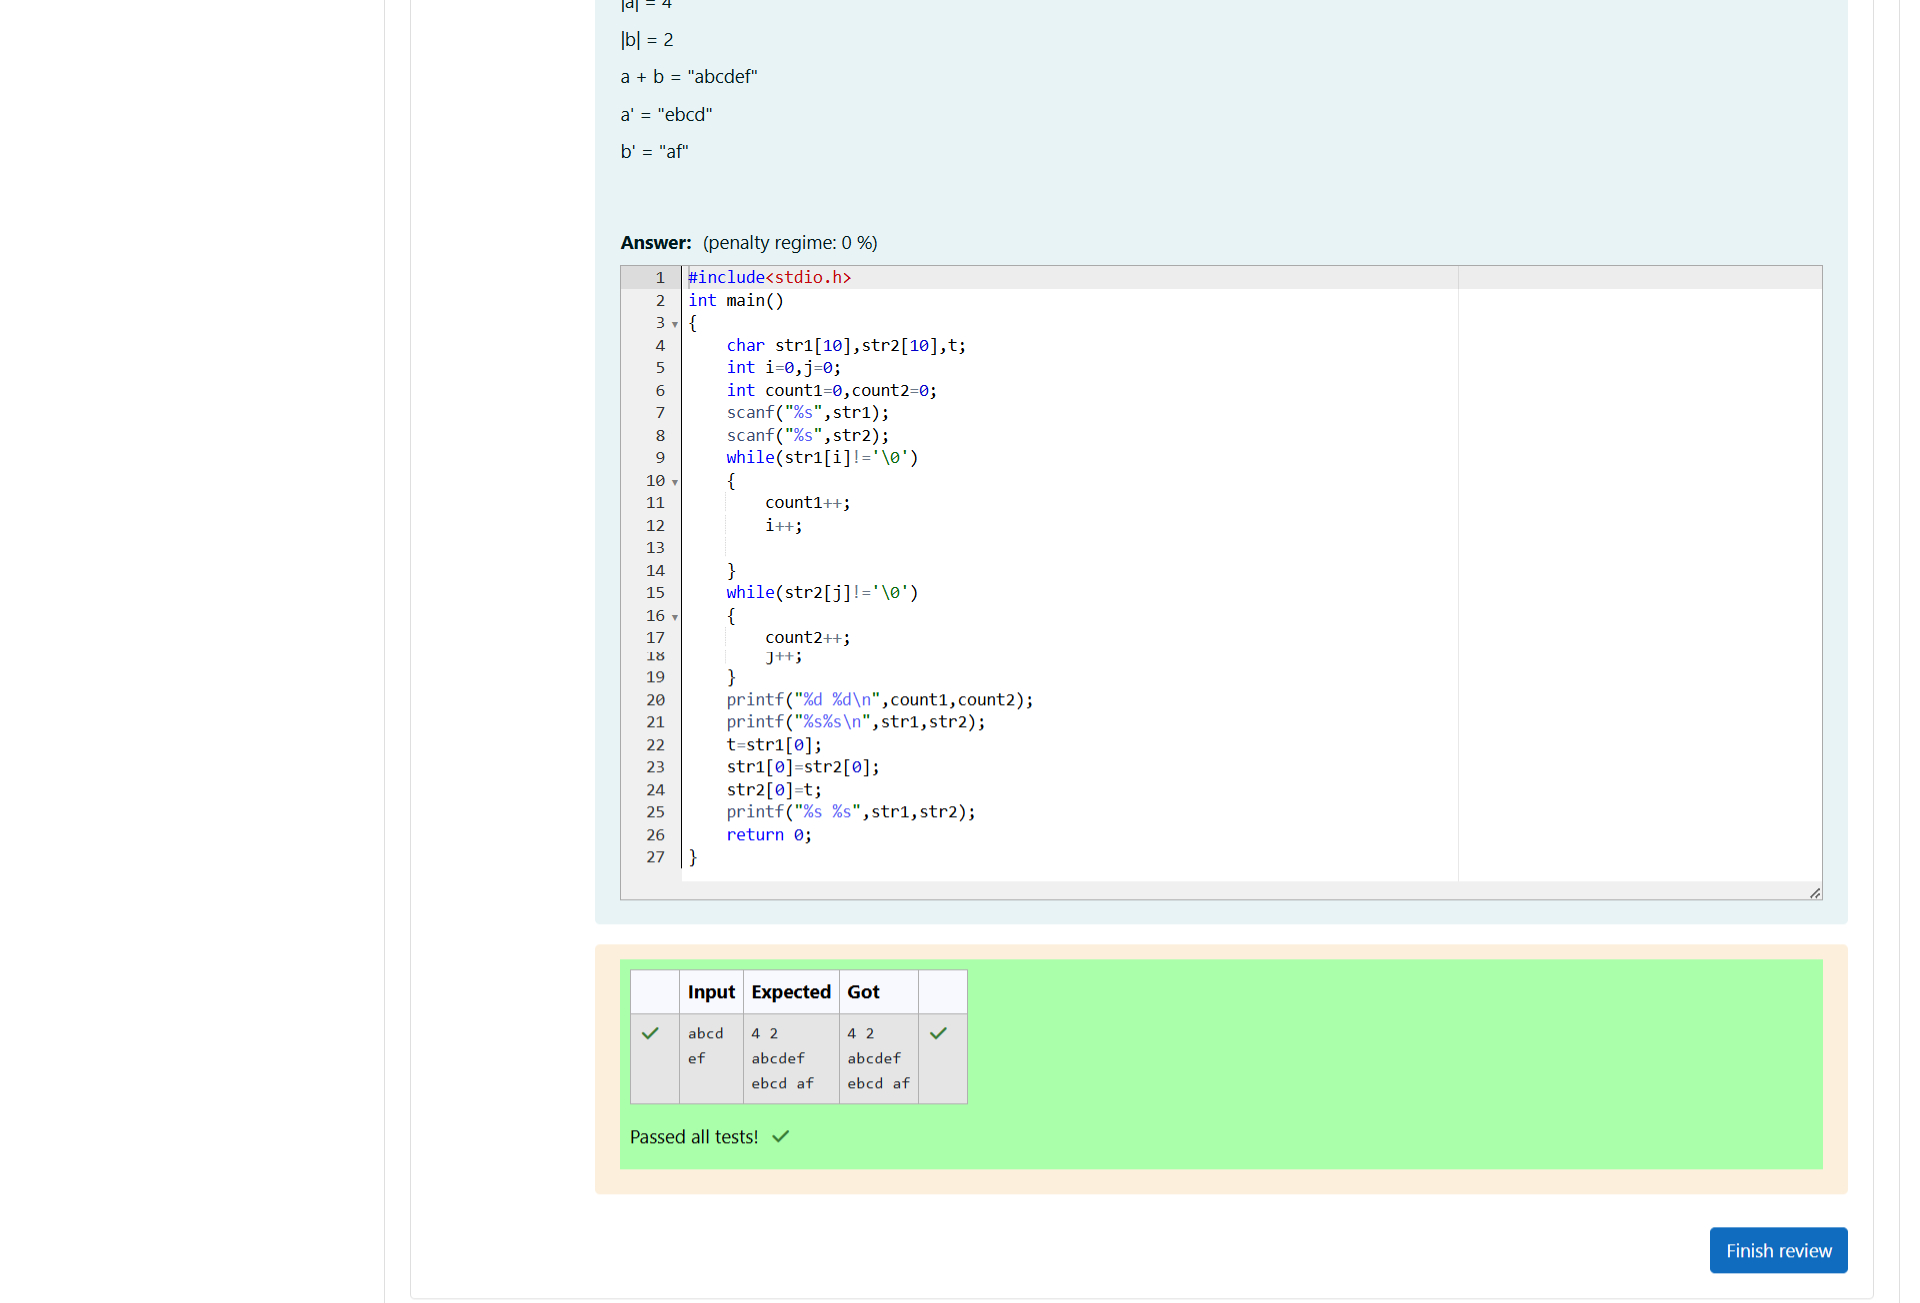 |a| = 4
|b| = 2
a + b = "abcdef"
a' = "ebcd"
b' = "af"
Answer: (penalty regime: 0 %)
1 #include<stdio.h>
2 int main()
3 {
4 char str1[10],str2[10],t;
5 int i=0,j=0;
6 int count1=0,count2=0;
7 scanf("%s",str1);
8 scanf("%s",str2);
9 while(str1[i]!='\0')
10 {
11 count1++;
12 i++;
13
14 }
15 while(str2[j]!='\0')
16 {
17 count2++;
18 j++;
19 }
20 printf("%d %d\n",count1,count2);
21 printf("%s%s\n",str1,str2);
22 t=str1[0];
23 str1[0]=str2[0];
24 str2[0]=t;
25 printf("%s %s",str1,str2);
26 return 0;
27 }
Input Expected Got
abcd 4 2 4 2
ef abcdef abcdef
ebcd af ebcd af
Passed all tests!
Finish review